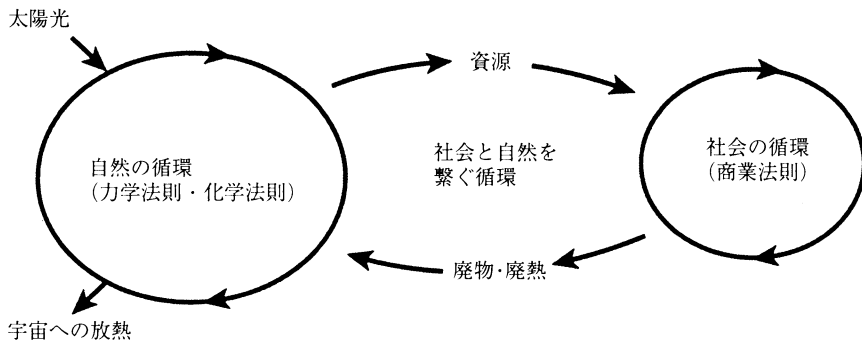 太陽光
資源
自然の循環
(力学法則・化学法則)
社会と自然を
繋ぐ循環
社会の循環
(商業法則)
廃物・廃熱
宇宙への放熱